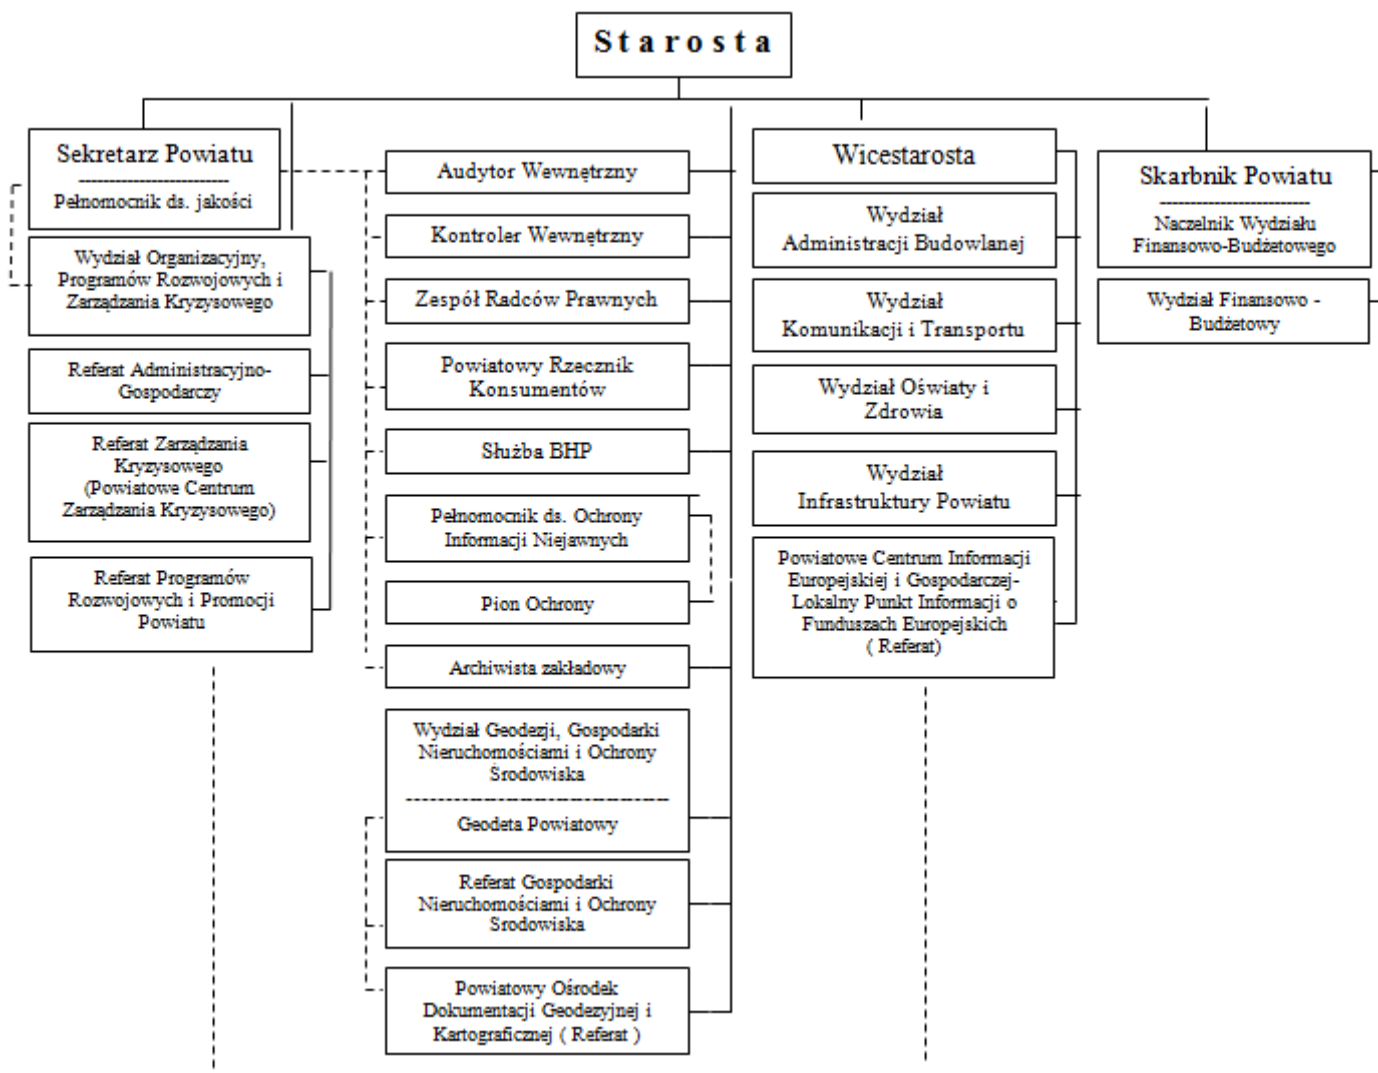 Starosta
Sekretarz Powiatu
Pełnomocnik ds. jakości
Wydział Organizacyjny,
Programów Rozwojowych i
Zarządzania Kryzysowego
Referat Administracyjno-
Gospodarczy
Referat Zarządzania
Kryzysowego
(Powiatowe Centrum
Zarządzania Kryzysowego)
Referat Programów
Rozwojowych i Promocji
Powiatu
Audytor Wewnętrzny
Kontroler Wewnętrzny
Zespół Radców Prawnych
Powiatowy Rzecznik
Konsumentów
Służba BHP
Pełnomocnik ds. Ochrony
Informacji Niejawnych
Pion Ochrony
Archiwista zakładowy
Wydział Geodezji, Gospodarki
Nieruchomościami i Ochrony
Środowiska
Geodeta Powiatowy
Referat Gospodarki
Nieruchomościami i Ochrony
Środowiska
Powiatowy Ośrodek
Dokumentacji Geodezyjnej i
Kartograficznej ( Referat )
Wicestarosta
Wydział
Administracji Budowlanej
Wydział
Komunikacji i Transportu
Wydział Oświaty i
Zdrowia
Wydział
Infrastruktury Powiatu
Powiatowe Centrum Informacji
Europejskiej i Gospodarczej-
Lokalny Punkt Informacji o
Funduszach Europejskich
( Referat)
Skarbnik Powiatu
Naczelnik Wydziału
Finansowo-Budżetowego
Wydział Finansowo -
Budżetowy